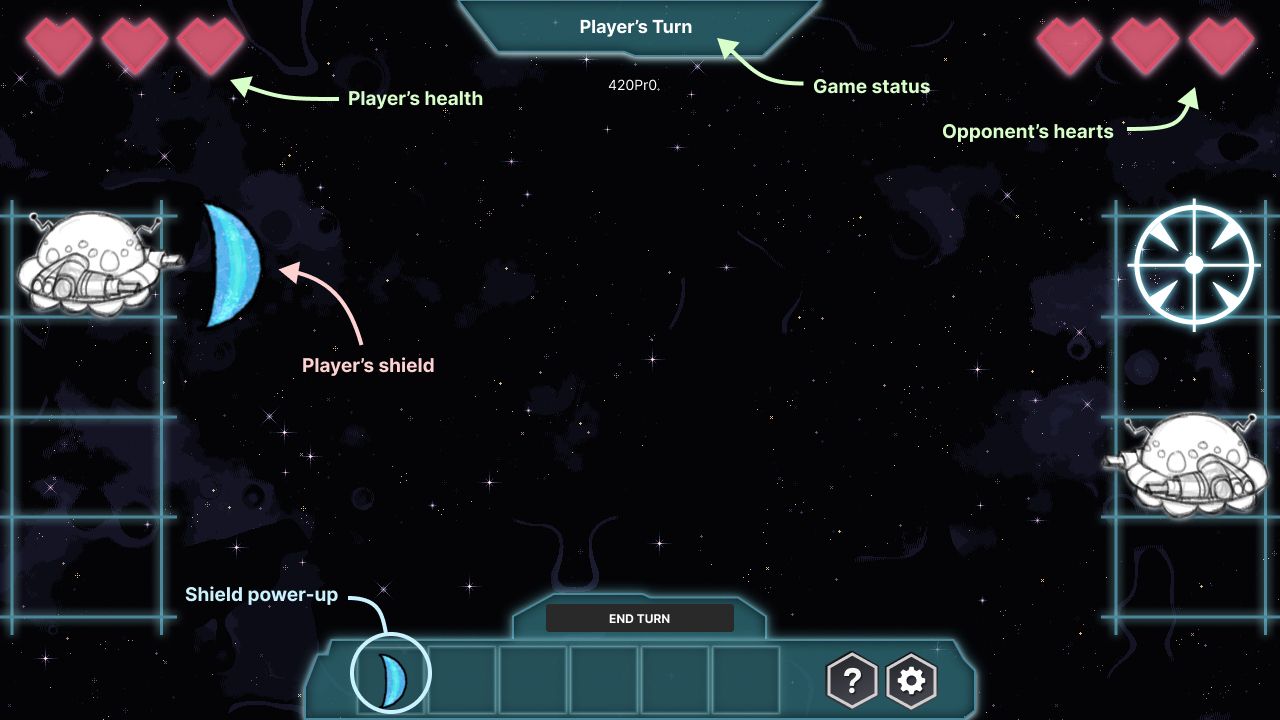 Player's Turn
420Pr0.
Game status
Player's health
Opponent's hearts
Player's shield
Shield power-up
END TURN
?